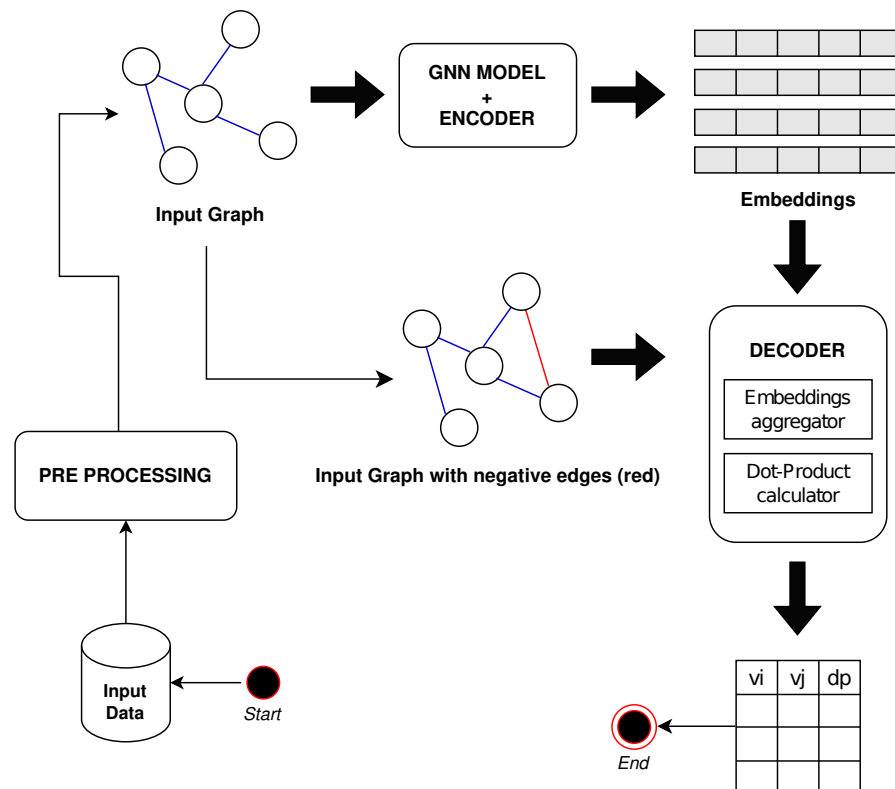 GNN MODEL
+
ENCODER
Input Graph
Embeddings
DECODER
Embeddings
aggregator
Dot-Product
calculator
Input Graph with negative edges (red)
PRE PROCESSING
Input
Data
Start
vi vj dp
End